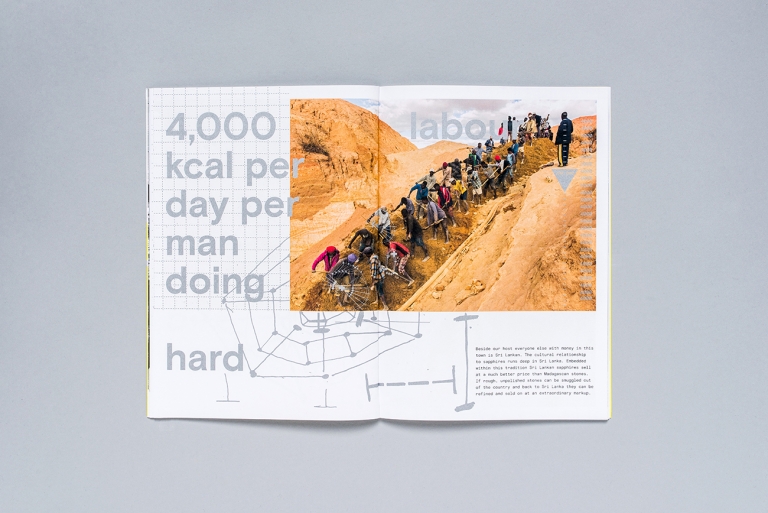 4,000
kcal per
day per
man
doing
hard
labour
Beside our host everyone else with money in this
town is Sri Lankan. The cultural relationship
to sapphires runs deep in Sri Lanka. Embedded
within this tradition Sri Lankan sapphires sell
at a much better price than Madagascan stones.
If rough, unpolished stones can be smuggled out
of the country and back to Sri Lanka they can be
refined and sold on at an extraordinary markup.